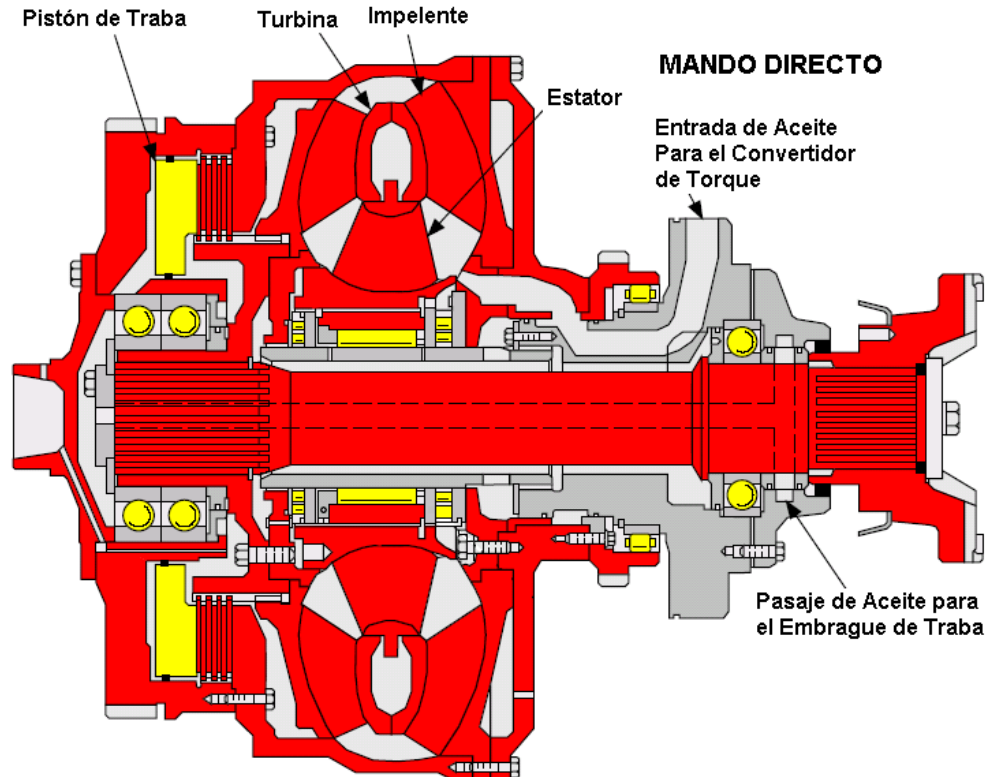 Pistón de Traba
Turbina
Impelente
MANDO DIRECTO
Estator
Entrada de Aceite
Para el Convertidor
de Torque
Pasaje de Aceite para
el Embrague de Traba